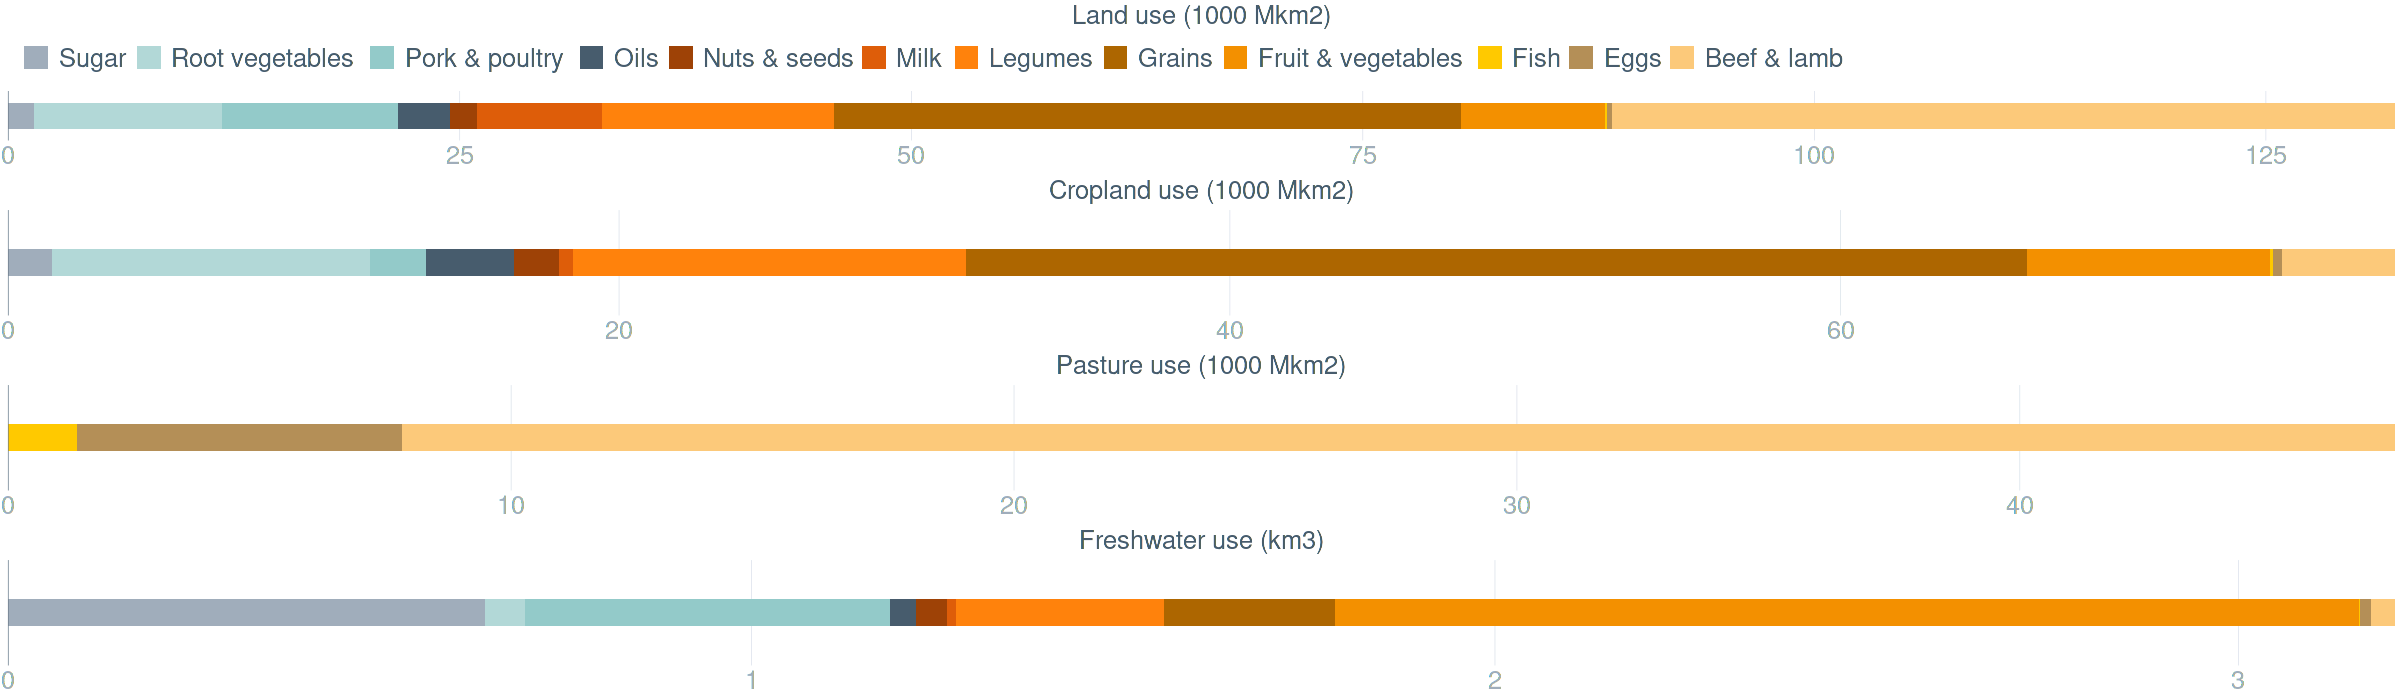 Land use (1000 Mkm2)
Sugar Root vegetables Pork & poultry Oils Nuts & seeds Milk Legumes Grains Fruit & vegetables Fish Eggs Beef & lamb
0 25 50 75 100 125
Cropland use (1000 Mkm2)
0 20 40 60
Pasture use (1000 Mkm2)
0 10 20 30 40
Freshwater use (km3)
0 1 2 3